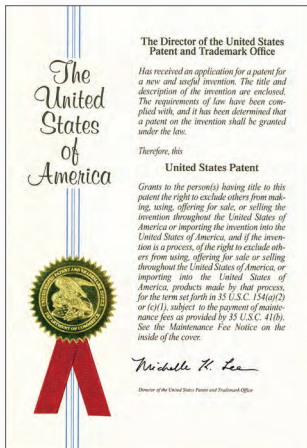 The
United
States
of
America
The Director of the United States
Patent and Trademark Office
Has received an application for a patent for
a new and useful invention. The title and
description of the invention are enclosed.
The requirements of law have been com-
plied with, and it has been determined that
a patent on the invention shall be granted
under the law.
Therefore, this
United States Patent
Grants to the person(s) having title to this
patent the right to exclude others from mak-
ing, using, offering for sale, or selling the
invention throughout the United States of
America or importing the invention into the
United States of America, and if the inven-
tion is a process, of the right to exclude oth-
ers from using, offering for sale or selling
throughout the United States of America, or
importing into the United States of
America, products made by that process,
for the term set forth in 35 U.S.C. 154(a)(2)
or (c)(1), subject to the payment of mainte-
nance fees as provided by 35 U.S.C. 41(b).
See the Maintenance Fee Notice on the
inside of the cover.
Michelle K. Lee
Director of the United States Patent and Trademark Office